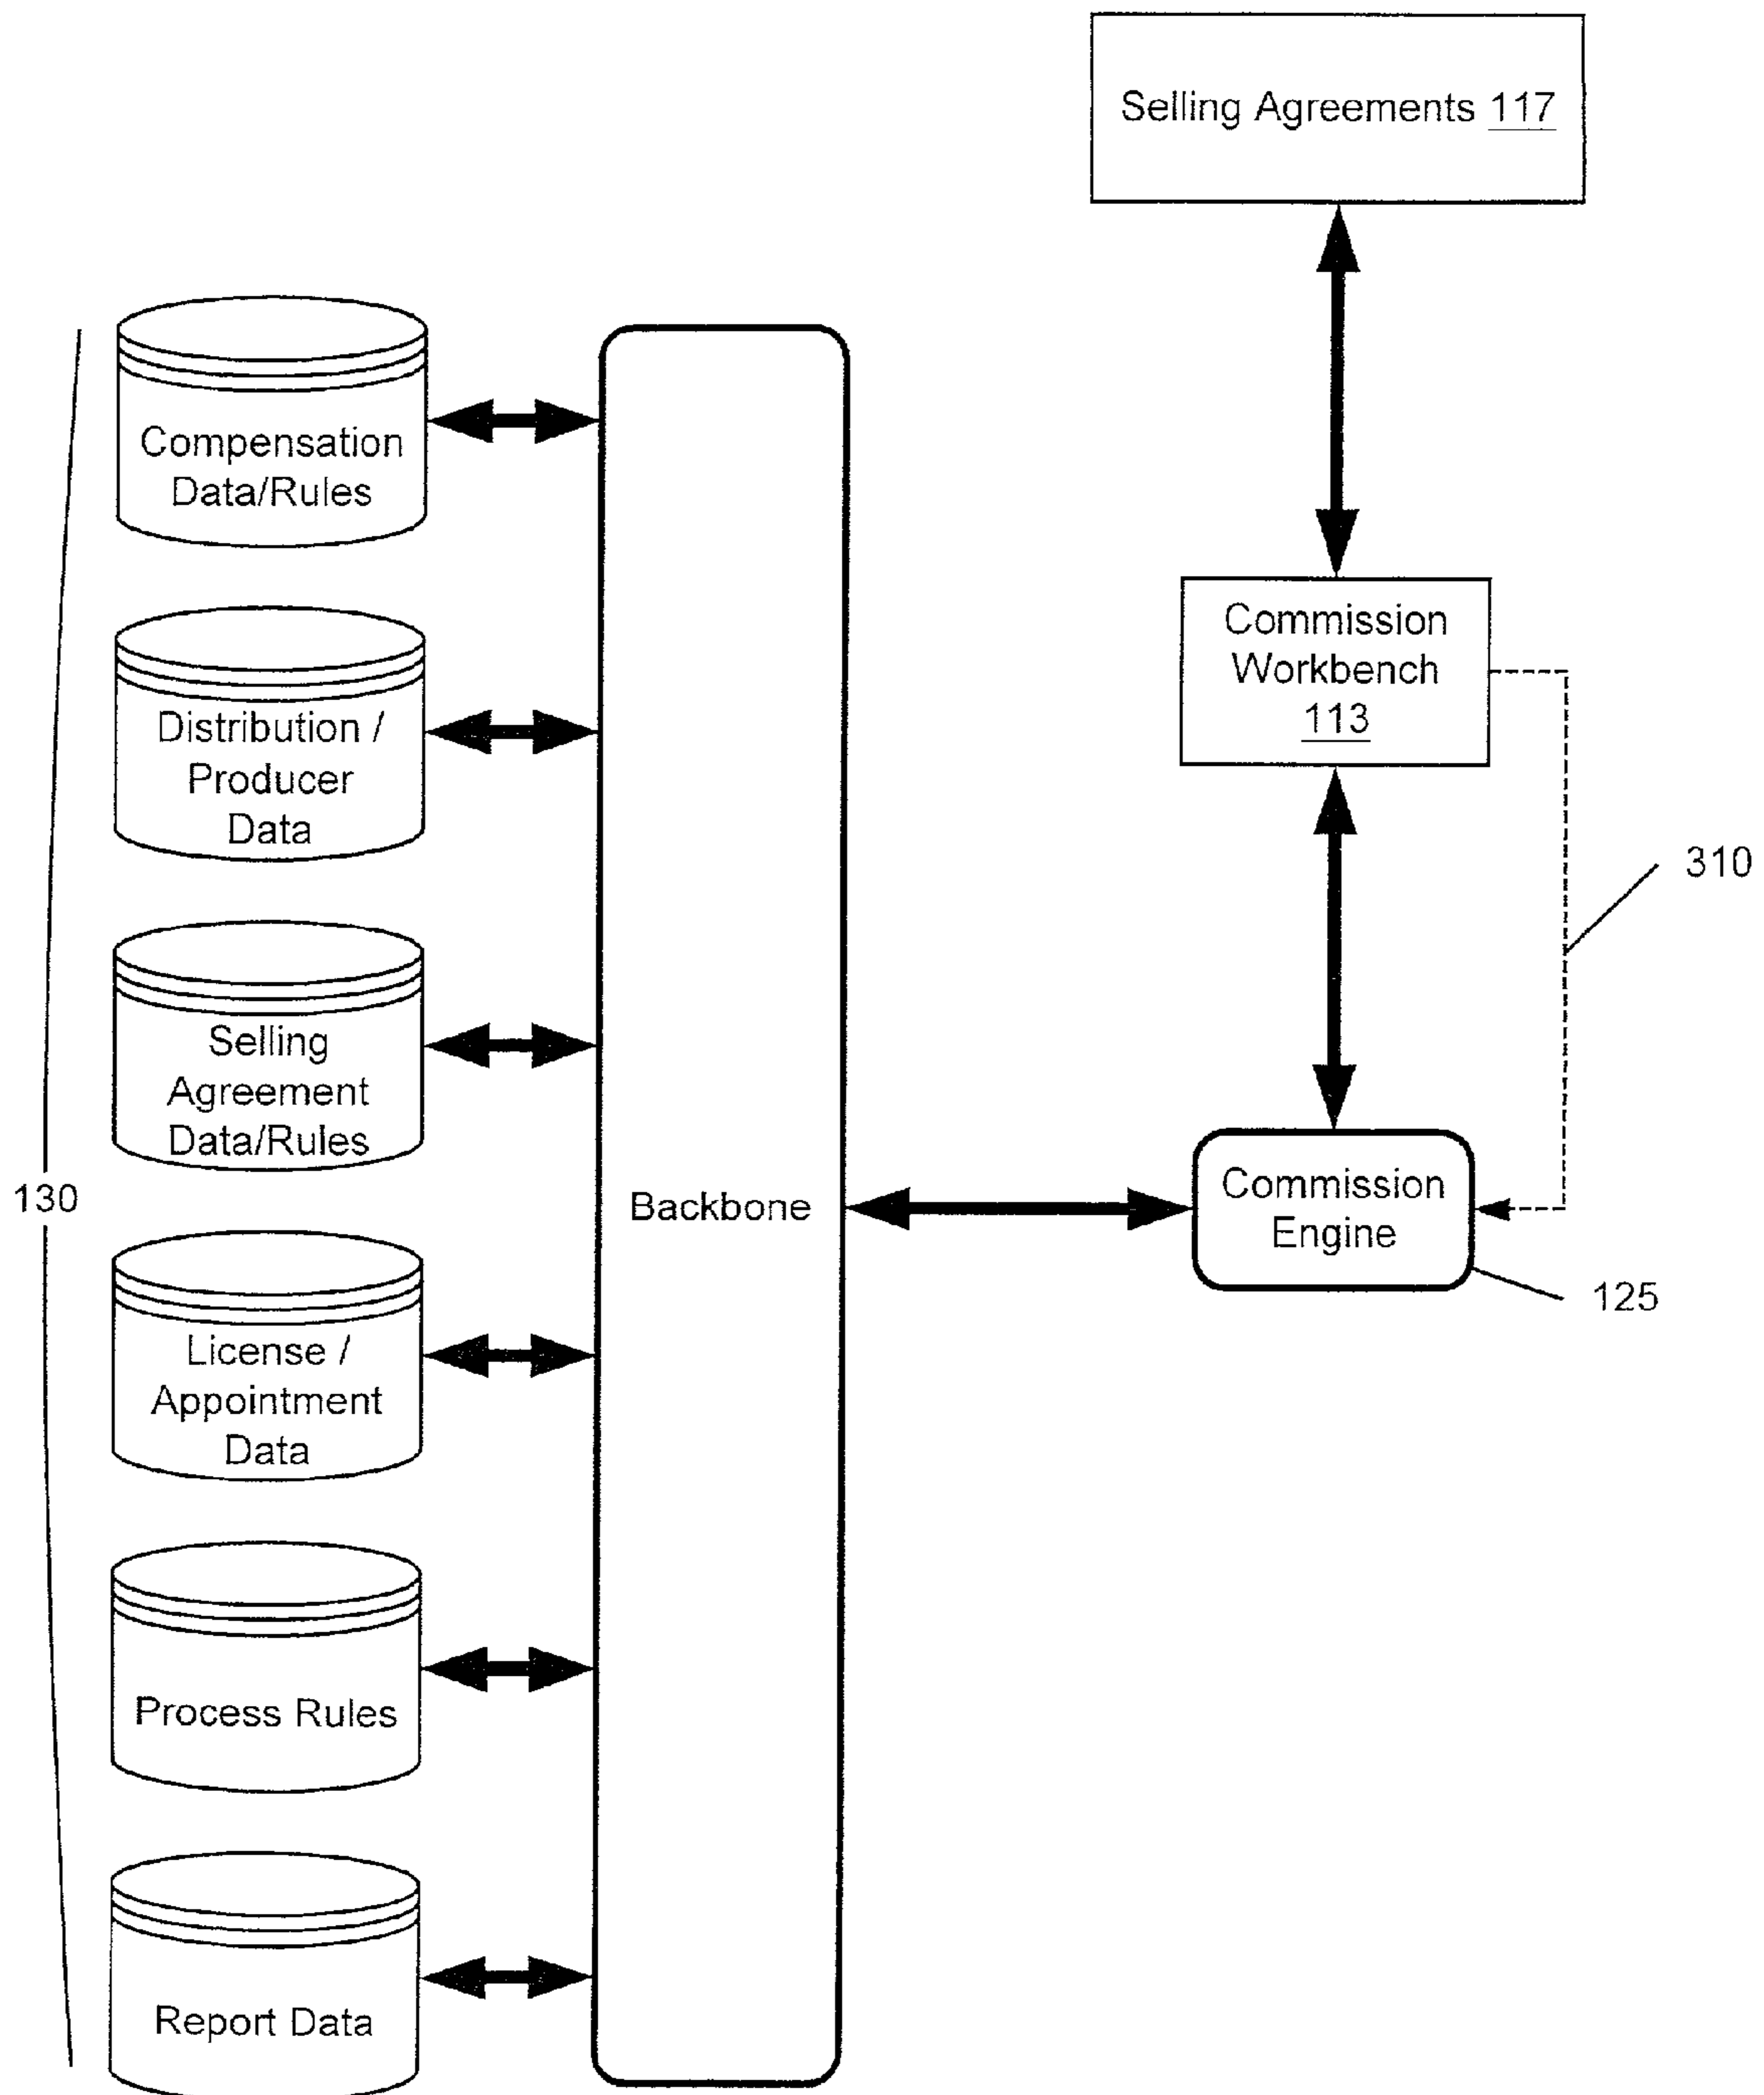 Selling Agreements 117
Compensation
Data/Rules
Distribution /
Producer
Data
Selling
Agreement
Data/Rules
License /
Appointment
Data
Process Rules
Report Data
130
Backbone
Commission
Workbench
113
310
Commission
Engine
125